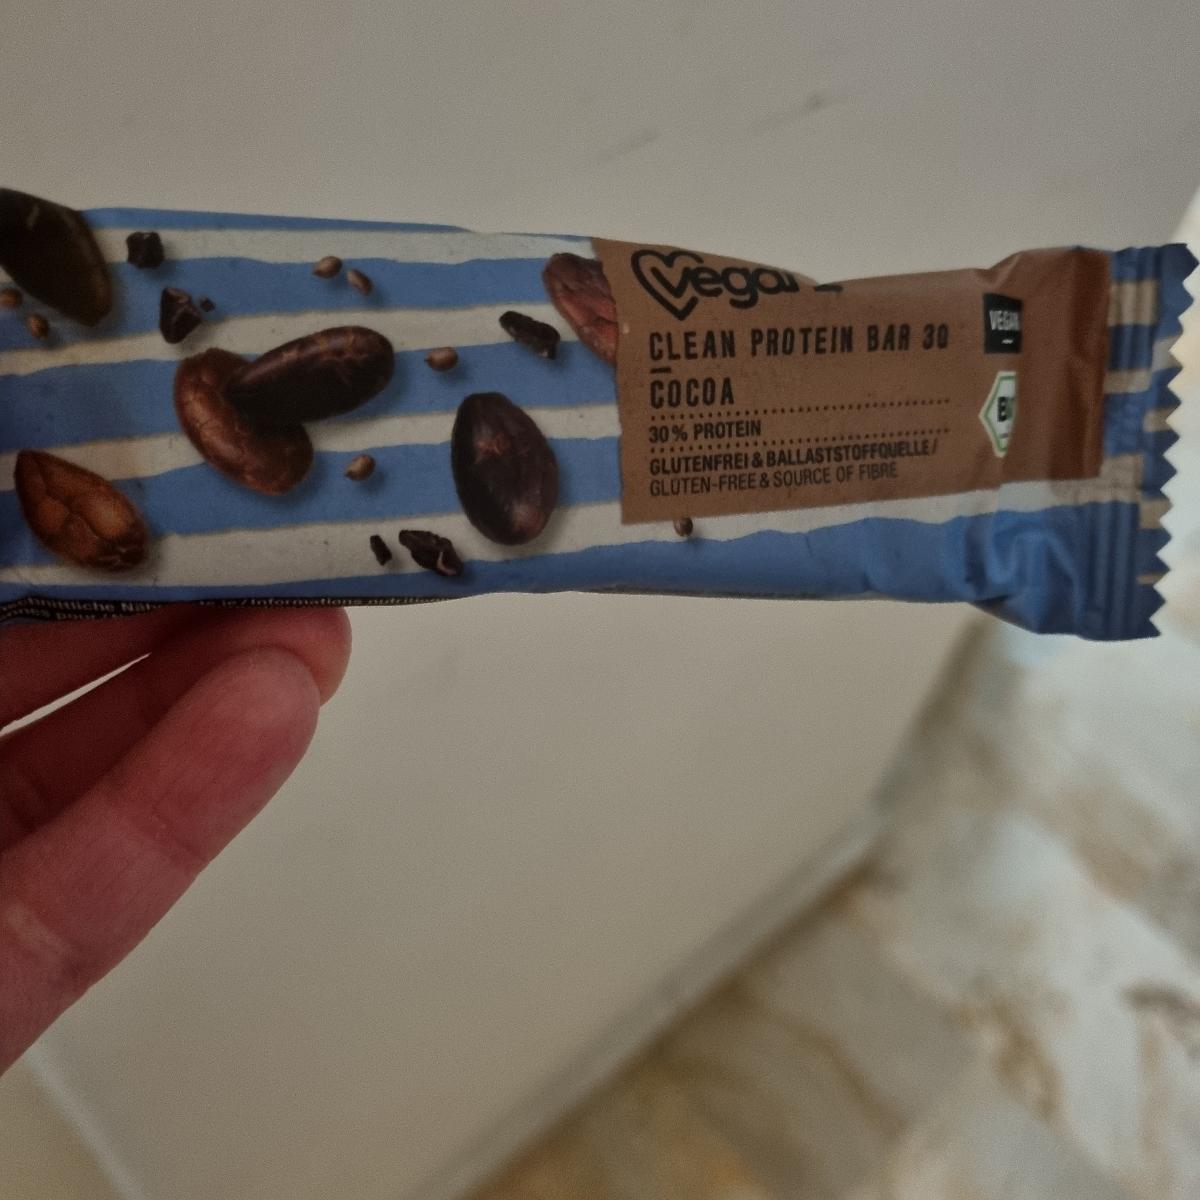 CLEAN PROTEIN BAR 30
COCOA
30% PROTEIN
GLUTENFREI & BALLASTSTOFFQUELLE /
GLUTEN-FREE & SOURCE OF FIBRE
VEGAN